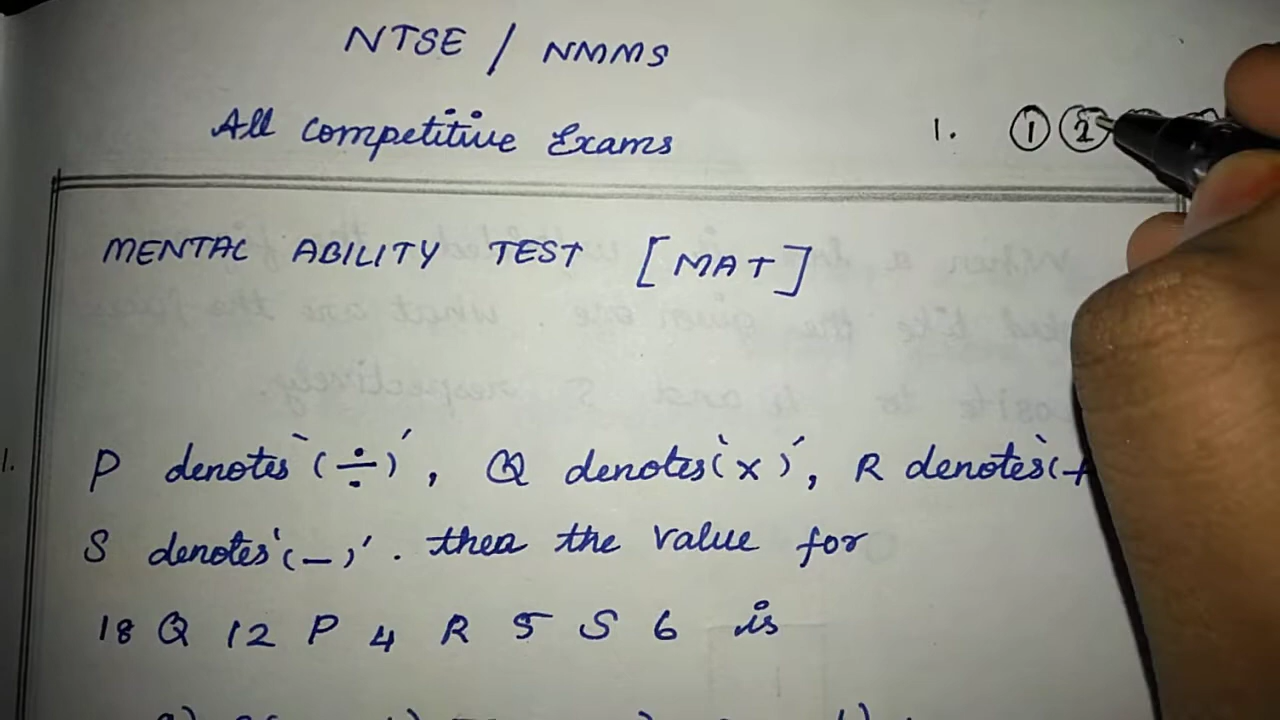 NTSE / NMMS
All Competitive Exams
1. ① ②
MENTAL ABILITY TEST [MAT]
1. P denotes '(÷)', Q denotes '(×)', R denotes '(+
S denotes '(−)'. then the value for
18 Q 12 P 4 R 5 S 6 is